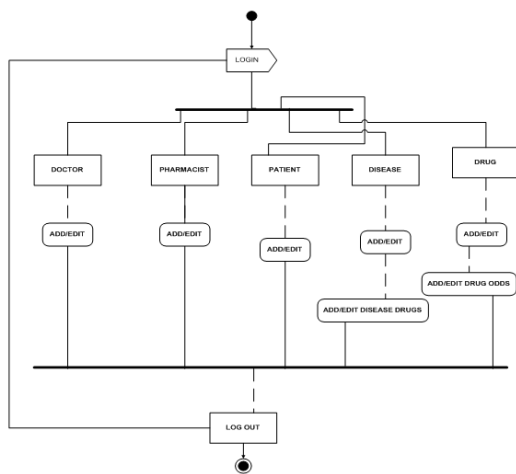 LOGIN
DOCTOR
PHARMACIST
PATIENT
DISEASE
DRUG
ADD/EDIT
ADD/EDIT
ADD/EDIT
ADD/EDIT
ADD/EDIT
ADD/EDIT DRUG ODDS
ADD/EDIT DISEASE DRUGS
LOG OUT